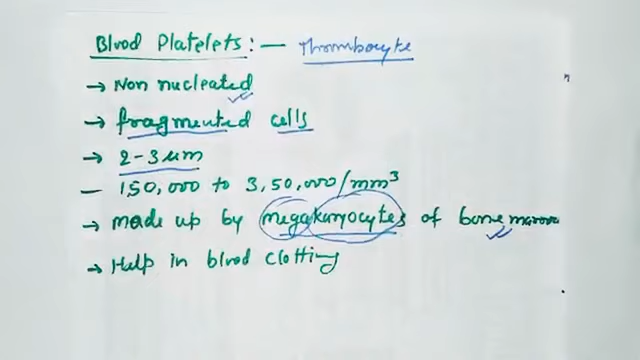 Blood Platelets: — Thrombocyte
→ Non nucleated
→ fragmented cells
→ 2-3 μm
— 1,50,000 to 3,50,000/mm³
→ made up by megakaryocytes of bone marrow
→ Help in blood clotting